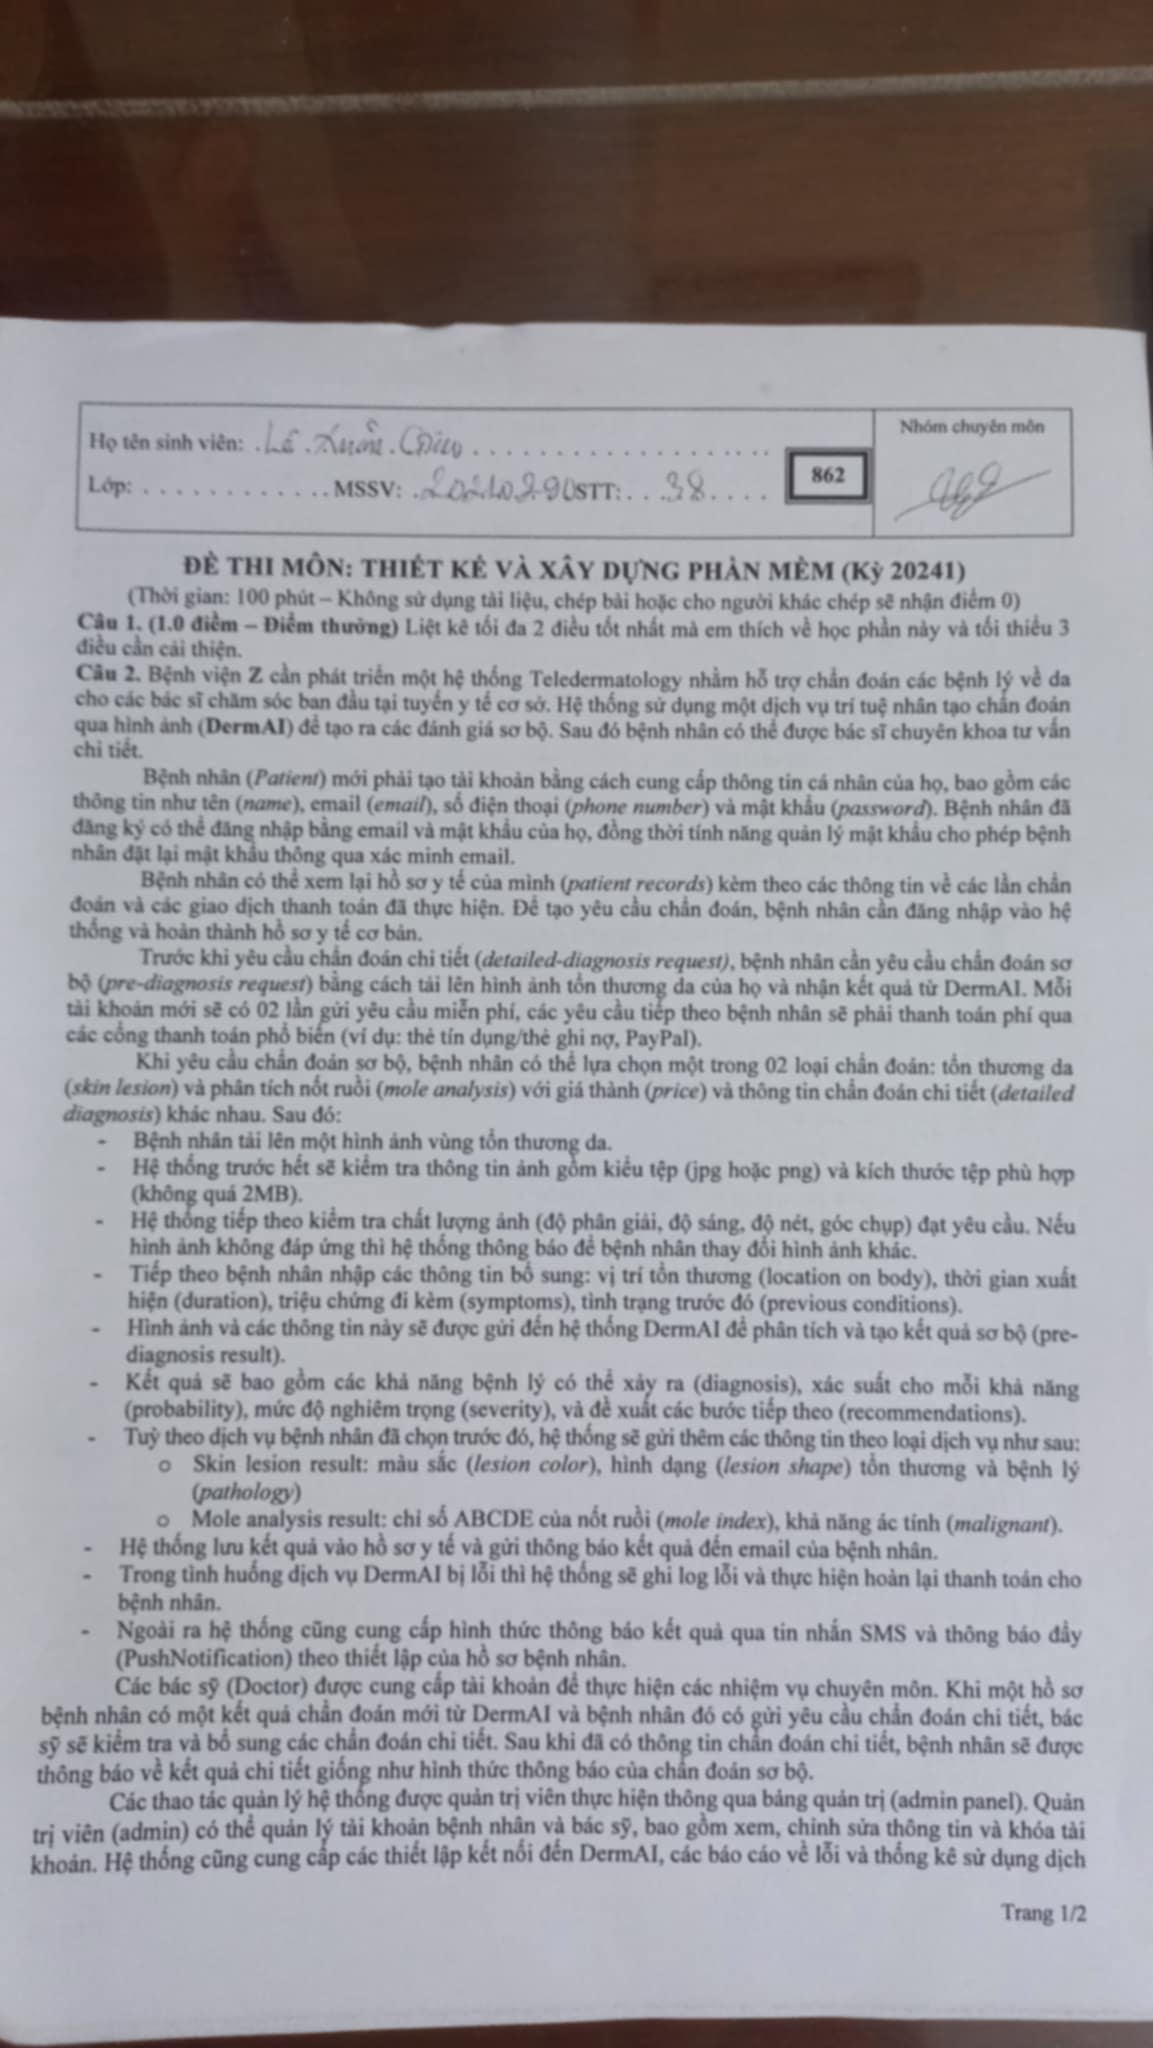 Họ tên sinh viên: Lê Xuân
Nhóm chuyên môn
Lớp: MSSV: 20210290 STT: 38
862
ĐỀ THI MÔN: THIẾT KẾ VÀ XÂY DỰNG PHẦN MỀM (Kỳ 20241)
(Thời gian: 100 phút – Không sử dụng tài liệu, chép bài hoặc cho người khác chép sẽ nhận điểm 0)
Câu 1. (1.0 điểm – Điểm thưởng) Liệt kê tối đa 2 điều tốt nhất mà em thích về học phần này và tối thiểu 3
điều cần cải thiện.
Câu 2. Bệnh viện Z cần phát triển một hệ thống Teledermatology nhằm hỗ trợ chẩn đoán các bệnh lý về da
cho các bác sĩ chăm sóc ban đầu tại tuyến y tế cơ sở. Hệ thống sử dụng một dịch vụ trí tuệ nhân tạo chẩn đoán
qua hình ảnh (DermAI) để tạo ra các đánh giá sơ bộ. Sau đó bệnh nhân có thể được bác sĩ chuyên khoa tư vấn
chi tiết.
Bệnh nhân (Patient) mới phải tạo tài khoản bằng cách cung cấp thông tin cá nhân của họ, bao gồm các
thông tin như tên (name), email (email), số điện thoại (phone number) và mật khẩu (password). Bệnh nhân đã
đăng ký có thể đăng nhập bằng email và mật khẩu của họ, đồng thời tính năng quản lý mật khẩu cho phép bệnh
nhân đặt lại mật khẩu thông qua xác minh email.
Bệnh nhân có thể xem lại hồ sơ y tế của mình (patient records) kèm theo các thông tin về các lần chẩn
đoán và các giao dịch thanh toán đã thực hiện. Để tạo yêu cầu chẩn đoán, bệnh nhân cần đăng nhập vào hệ
thống và hoàn thành hồ sơ y tế cơ bản.
Trước khi yêu cầu chẩn đoán chi tiết (detailed-diagnosis request), bệnh nhân cần yêu cầu chẩn đoán sơ
bộ (pre-diagnosis request) bằng cách tải lên hình ảnh tổn thương da của họ và nhận kết quả từ DermAI. Mỗi
tài khoản mới sẽ có 02 lần gửi yêu cầu miễn phí, các yêu cầu tiếp theo bệnh nhân sẽ phải thanh toán phí qua
các cổng thanh toán phổ biến (ví dụ: thẻ tín dụng/thẻ ghi nợ, PayPal).
Khi yêu cầu chẩn đoán sơ bộ, bệnh nhân có thể lựa chọn một trong 02 loại chẩn đoán: tổn thương da
(skin lesion) và phân tích nốt ruồi (mole analysis) với giá thành (price) và thông tin chẩn đoán chi tiết (detailed
diagnosis) khác nhau. Sau đó:
- Bệnh nhân tải lên một hình ảnh vùng tổn thương da.
- Hệ thống trước hết sẽ kiểm tra thông tin ảnh gồm kiểu tệp (jpg hoặc png) và kích thước tệp phù hợp
(không quá 2MB).
- Hệ thống tiếp theo kiểm tra chất lượng ảnh (độ phân giải, độ sáng, độ nét, góc chụp) đạt yêu cầu. Nếu
hình ảnh không đáp ứng thì hệ thống thông báo để bệnh nhân thay đổi hình ảnh khác.
- Tiếp theo bệnh nhân nhập các thông tin bổ sung: vị trí tổn thương (location on body), thời gian xuất
hiện (duration), triệu chứng đi kèm (symptoms), tình trạng trước đó (previous conditions).
- Hình ảnh và các thông tin này sẽ được gửi đến hệ thống DermAI để phân tích và tạo kết quả sơ bộ (pre-
diagnosis result).
- Kết quả sẽ bao gồm các khả năng bệnh lý có thể xảy ra (diagnosis), xác suất cho mỗi khả năng
(probability), mức độ nghiêm trọng (severity), và đề xuất các bước tiếp theo (recommendations).
- Tuỳ theo dịch vụ bệnh nhân đã chọn trước đó, hệ thống sẽ gửi thêm các thông tin theo loại dịch vụ như sau:
o Skin lesion result: màu sắc (lesion color), hình dạng (lesion shape) tổn thương và bệnh lý
(pathology)
o Mole analysis result: chỉ số ABCDE của nốt ruồi (mole index), khả năng ác tính (malignant).
- Hệ thống lưu kết quả vào hồ sơ y tế và gửi thông báo kết quả đến email của bệnh nhân.
- Trong tình huống dịch vụ DermAI bị lỗi thì hệ thống sẽ ghi log lỗi và thực hiện hoàn lại thanh toán cho
bệnh nhân.
- Ngoài ra hệ thống cũng cung cấp hình thức thông báo kết quả qua tin nhắn SMS và thông báo đẩy
(PushNotification) theo thiết lập của hồ sơ bệnh nhân.
Các bác sỹ (Doctor) được cung cấp tài khoản để thực hiện các nhiệm vụ chuyên môn. Khi một hồ sơ
bệnh nhân có một kết quả chẩn đoán mới từ DermAI và bệnh nhân đó có gửi yêu cầu chẩn đoán chi tiết, bác
sỹ sẽ kiểm tra và bổ sung các chẩn đoán chi tiết. Sau khi đã có thông tin chẩn đoán chi tiết, bệnh nhân sẽ được
thông báo về kết quả chi tiết giống như hình thức thông báo của chẩn đoán sơ bộ.
Các thao tác quản lý hệ thống được quản trị viên thực hiện thông qua bảng quản trị (admin panel). Quản
trị viên (admin) có thể quản lý tài khoản bệnh nhân và bác sỹ, bao gồm xem, chỉnh sửa thông tin và khóa tài
khoản. Hệ thống cũng cung cấp các thiết lập kết nối đến DermAI, các báo cáo về lỗi và thống kê sử dụng dịch
Trang 1/2